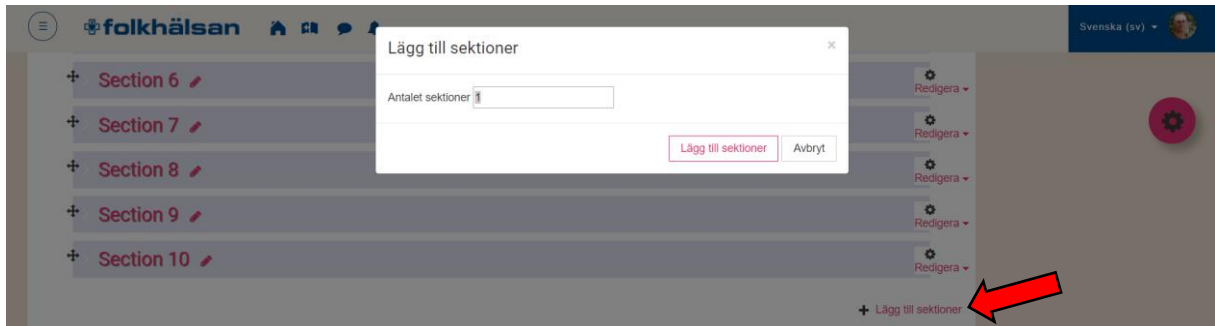 folkhälsan
Svenska (sv)
Lägg till sektioner
×
Antalet sektioner 1
Lägg till sektioner
Avbryt
Section 6
Redigera
Section 7
Redigera
Section 8
Redigera
Section 9
Redigera
Section 10
Redigera
+ Lägg till sektioner